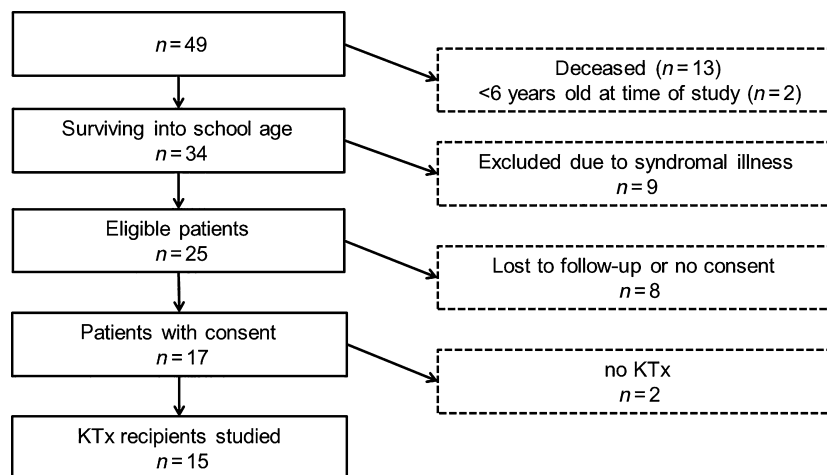 n=49
Deceased (n=13)
<6 years old at time of study (n=2)
Surviving into school age
n=34
Excluded due to syndromal illness
n=9
Eligible patients
n=25
Lost to follow-up or no consent
n=8
Patients with consent
n=17
no KTx
n=2
KTx recipients studied
n=15